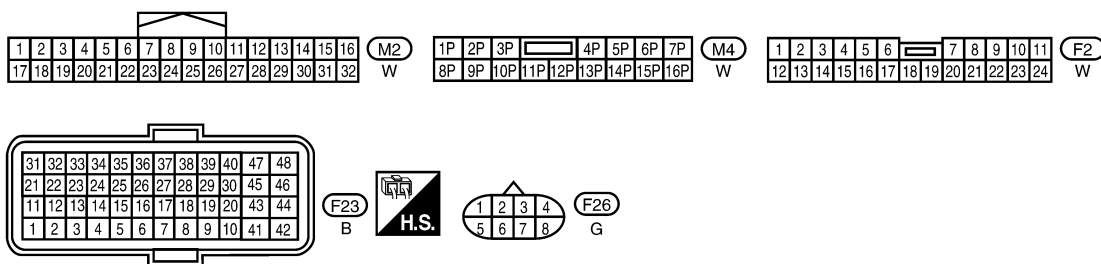 1 2 3 4 5 6 7 8 9 10 11 12 13 14 15 16
17 18 19 20 21 22 23 24 25 26 27 28 29 30 31 32
M2
W
1P 2P 3P 4P 5P 6P 7P
8P 9P 10P 11P 12P 13P 14P 15P 16P
M4
W
1 2 3 4 5 6 7 8 9 10 11
12 13 14 15 16 17 18 19 20 21 22 23 24
F2
W
31 32 33 34 35 36 37 38 39 40 47 48
21 22 23 24 25 26 27 28 29 30 45 46
11 12 13 14 15 16 17 18 19 20 43 44
1 2 3 4 5 6 7 8 9 10 41 42
F23
B
H.S.
1 2 3 4
5 6 7 8
F26
G